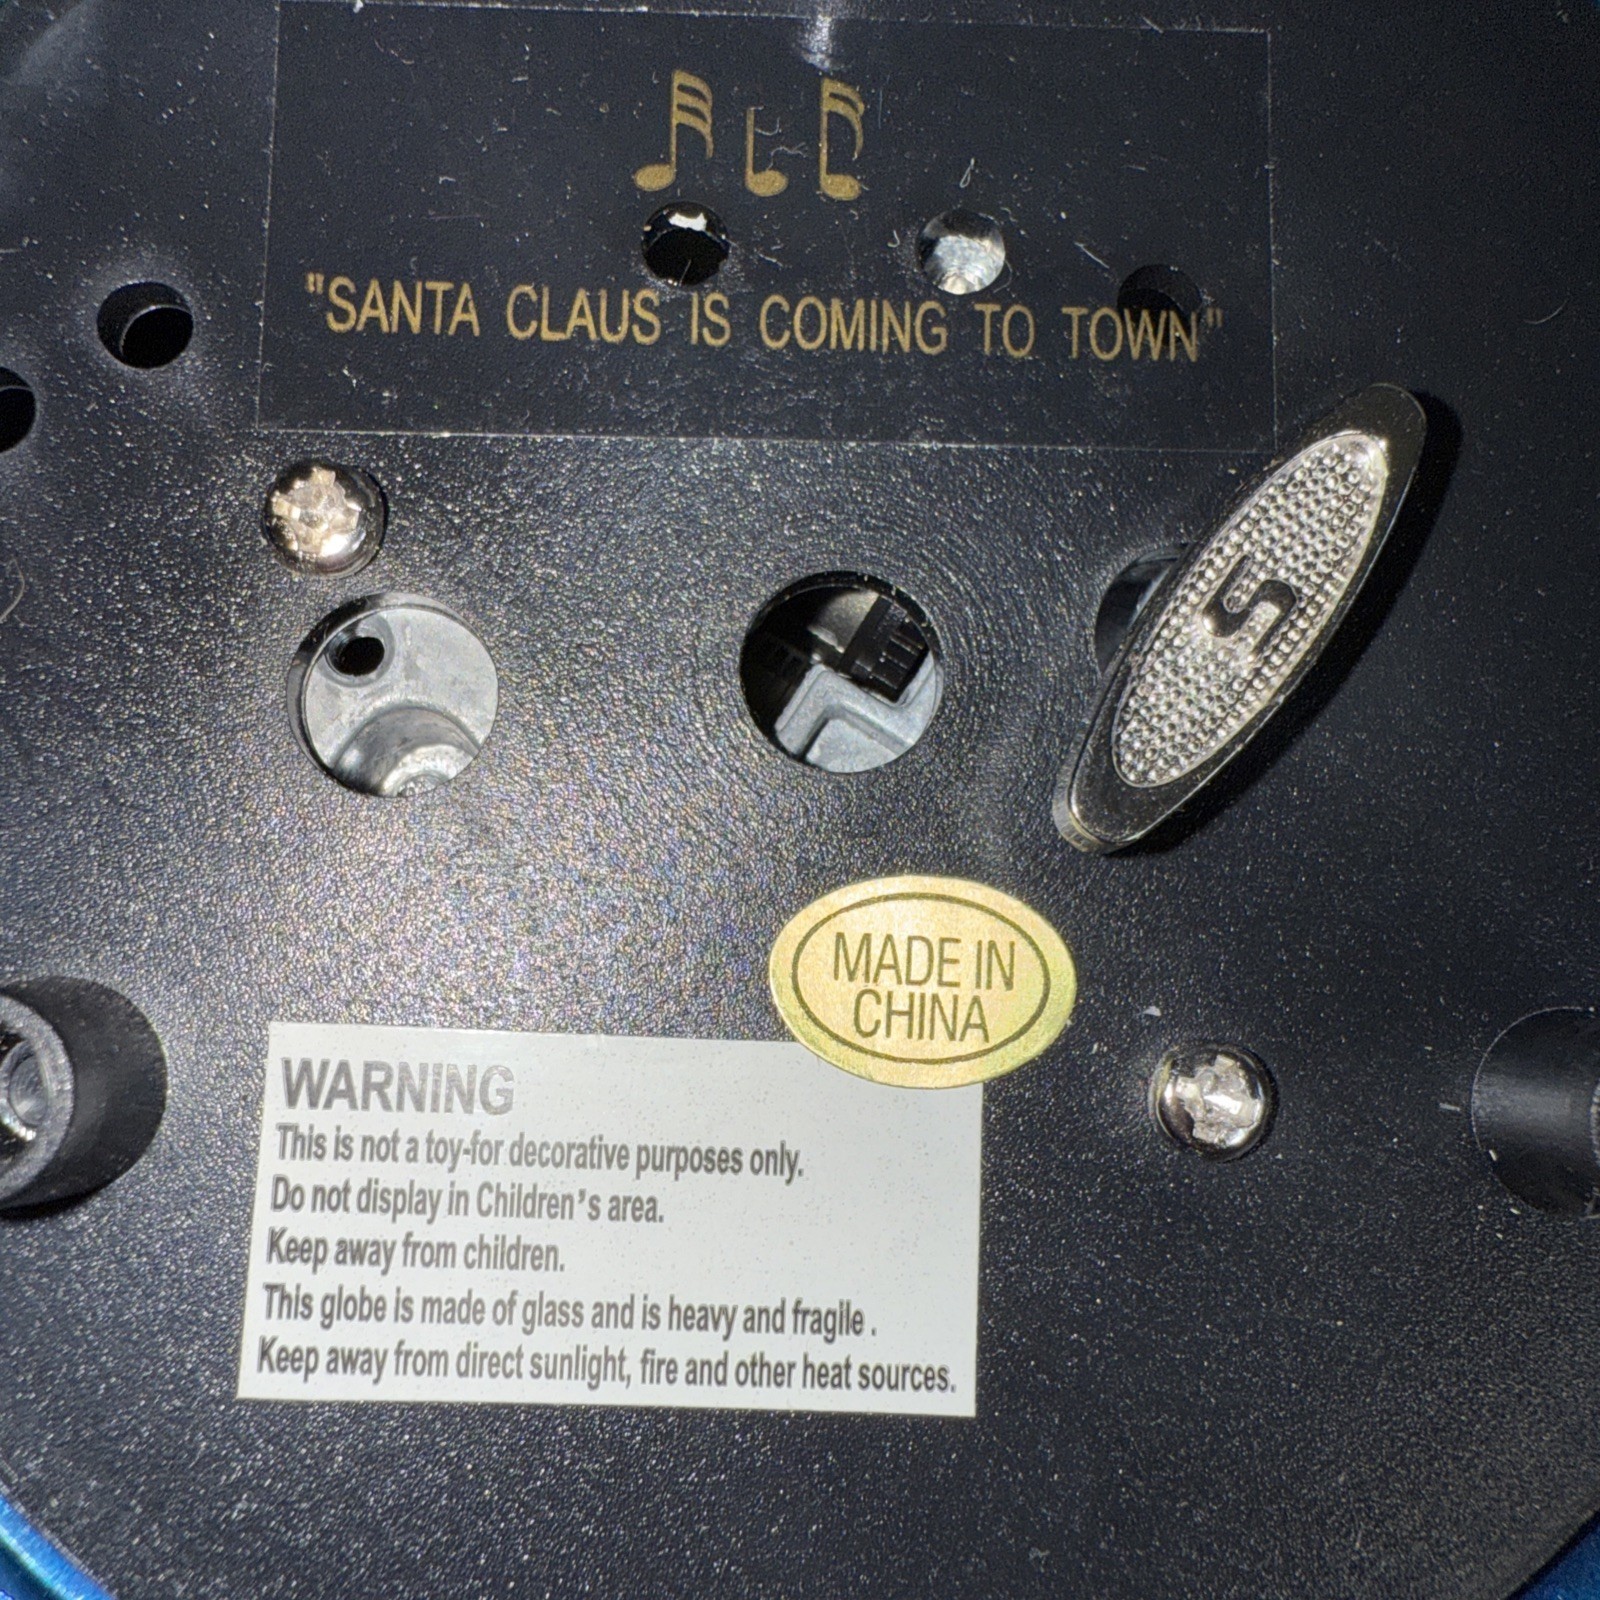 "SANTA CLAUS IS COMING TO TOWN"
S
MADE IN
CHINA
WARNING
This is not a toy-for decorative purposes only.
Do not display in Children's area.
Keep away from children.
This globe is made of glass and is heavy and fragile .
Keep away from direct sunlight, fire and other heat sources.